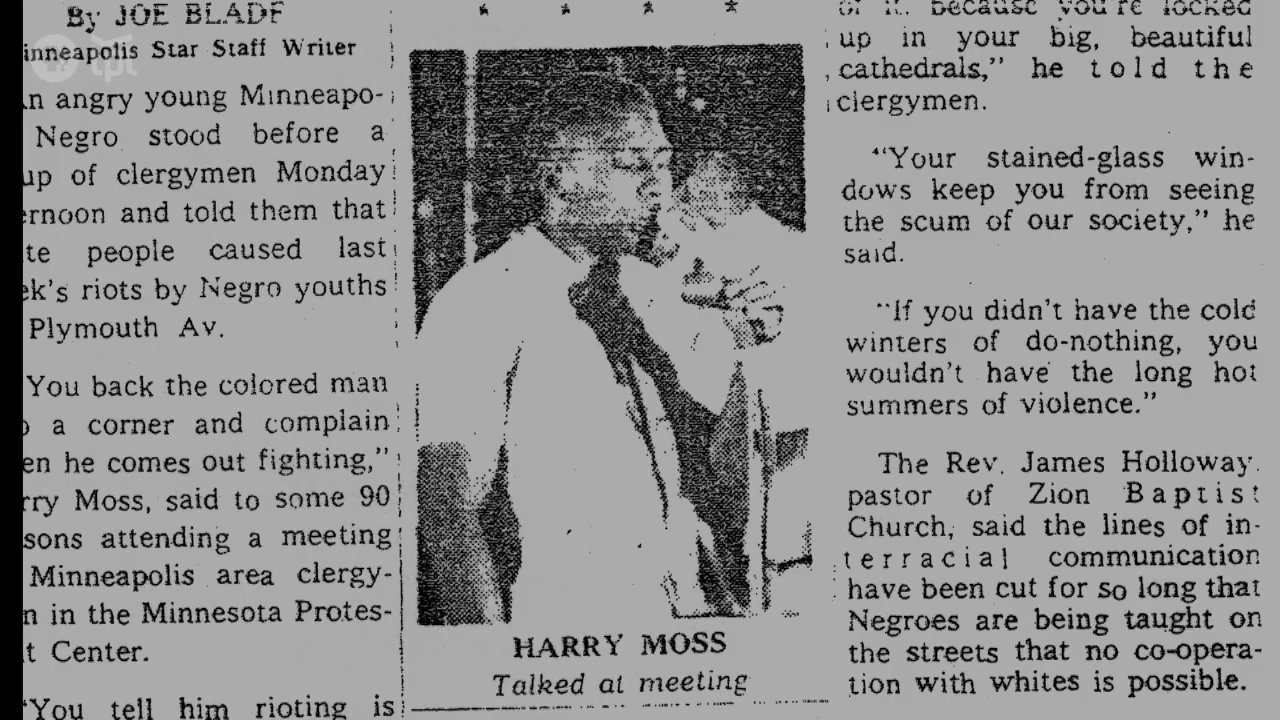 By JOE BLADE
inneapolis Star Staff Writer
tpt
n angry young Minneapo-
Negro stood before a
up of clergymen Monday
ernoon and told them that
te people caused last
ek's riots by Negro youths
Plymouth Av.
You back the colored man
o a corner and complain
en he comes out fighting,"
rry Moss, said to some 90
sons attending a meeting
Minneapolis area clergy-
n in the Minnesota Protes-
t Center.
"You tell him rioting is
* * * *
HARRY MOSS
Talked at meeting
of it, because you're locked
up in your big, beautiful
cathedrals," he told the
clergymen.
"Your stained-glass win-
dows keep you from seeing
the scum of our society," he
said.
"If you didn't have the cold
winters of do-nothing, you
wouldn't have the long hot
summers of violence."
The Rev. James Holloway,
pastor of Zion Baptist
Church, said the lines of in-
terracial communication
have been cut for so long that
Negroes are being taught on
the streets that no co-opera-
tion with whites is possible.